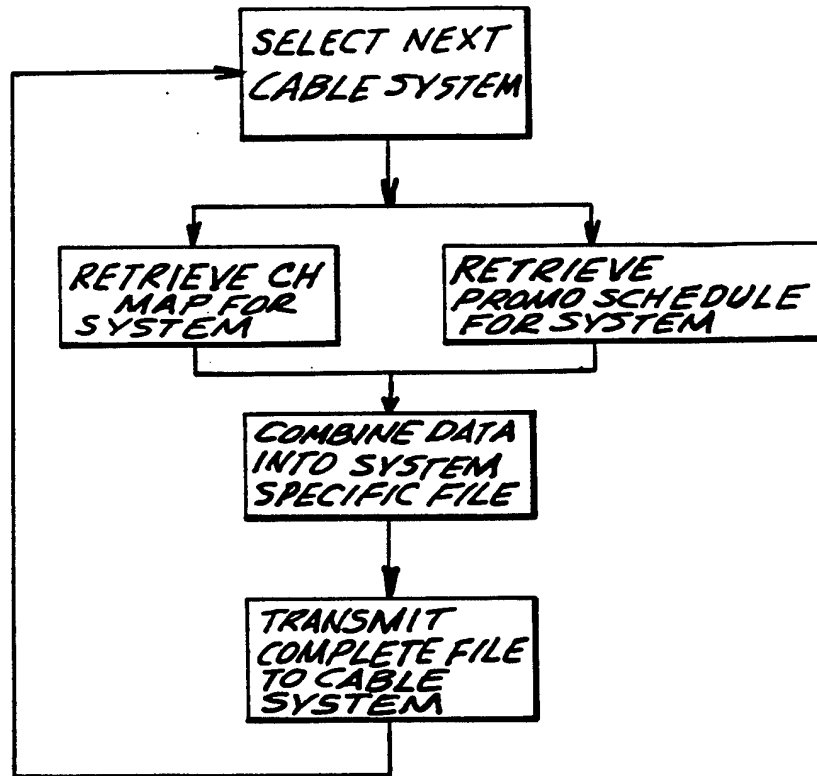 SELECT NEXT
CABLE SYSTEM
RETRIEVE CH
MAP FOR
SYSTEM
RETRIEVE
PROMO SCHEDULE
FOR SYSTEM
COMBINE DATA
INTO SYSTEM
SPECIFIC FILE
TRANSMIT
COMPLETE FILE
TO CABLE
SYSTEM